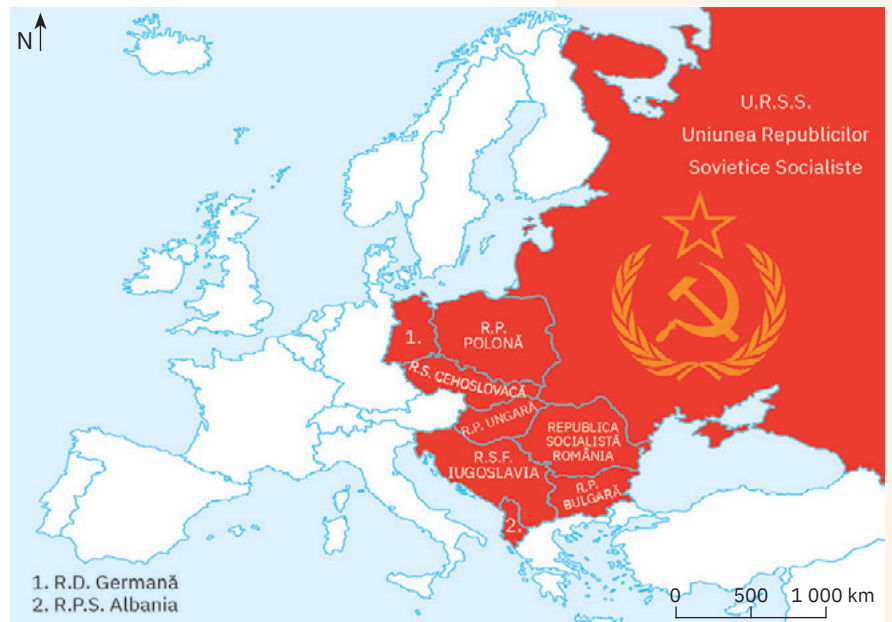 N
U.R.S.S.
Uniunea Republicilor
Sovietice Socialiste
1.
R.P.
POLONĂ
R.S. CEHOSLOVACĂ
R.P. UNGARĂ
REPUBLICA
SOCIALISTĂ
ROMÂNIA
R.S.F.
IUGOSLAVIA
R.P.
BULGARĂ
2.
1. R.D. Germană
2. R.P.S. Albania
0 500 1 000 km